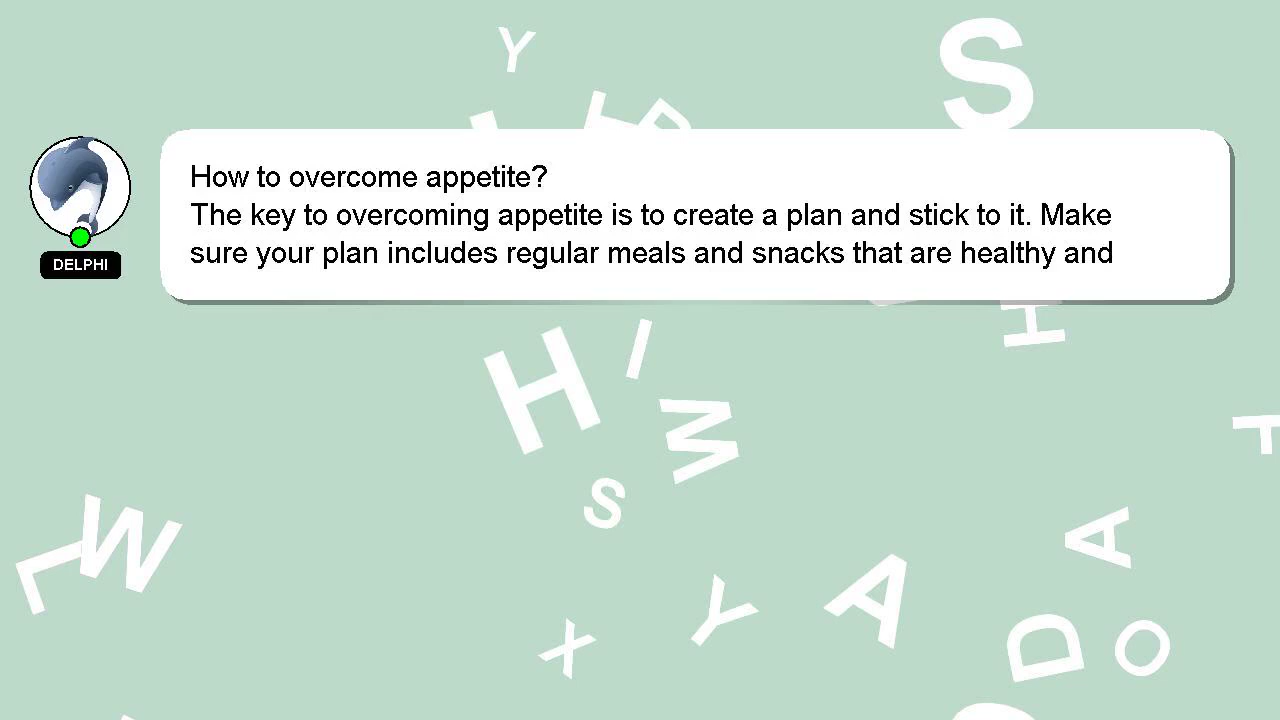 Y
S
How to overcome appetite?
The key to overcoming appetite is to create a plan and stick to it. Make
sure your plan includes regular meals and snacks that are healthy and
DELPHI
H
I
H
W
T
S
W
L
A
A
Y
X
D
O